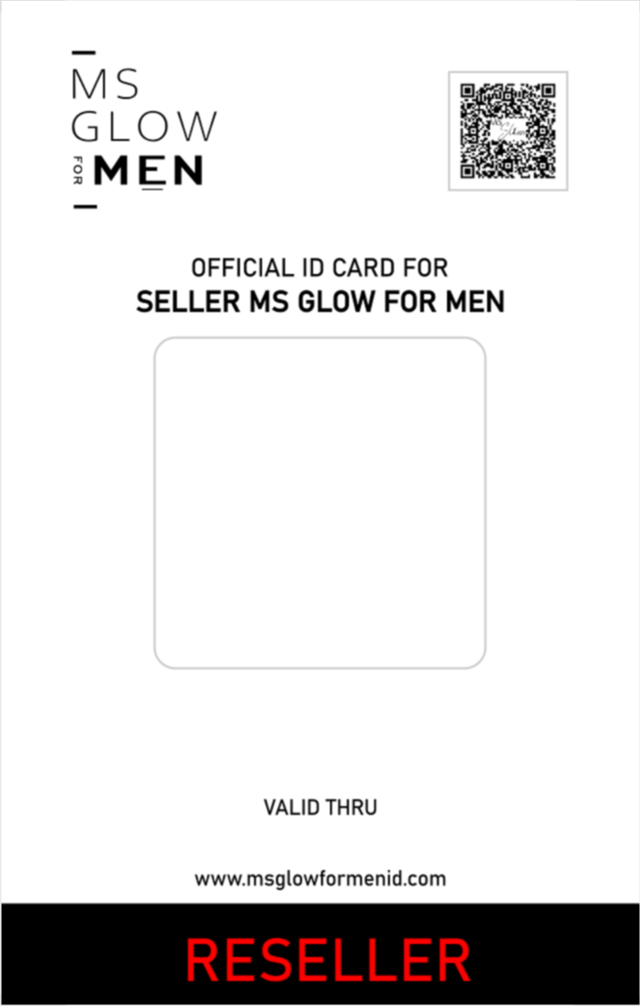 MS
GLOW
FOR MEN
OFFICIAL ID CARD FOR
SELLER MS GLOW FOR MEN
VALID THRU
www.msglowformenid.com
RESELLER